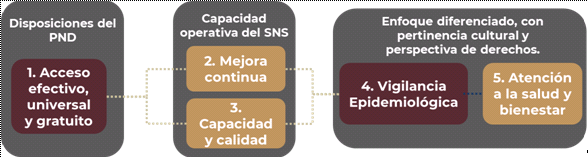 Disposiciones del
PND
1. Acceso
efectivo,
universal
y gratuito
Capacidad
operativa del SNS
2. Mejora
continua
3.
Capacidad
y calidad
Enfoque diferenciado, con
pertinencia cultural y
perspectiva de derechos.
4. Vigilancia
Epidemiológica
5. Atención
a la salud y
bienestar